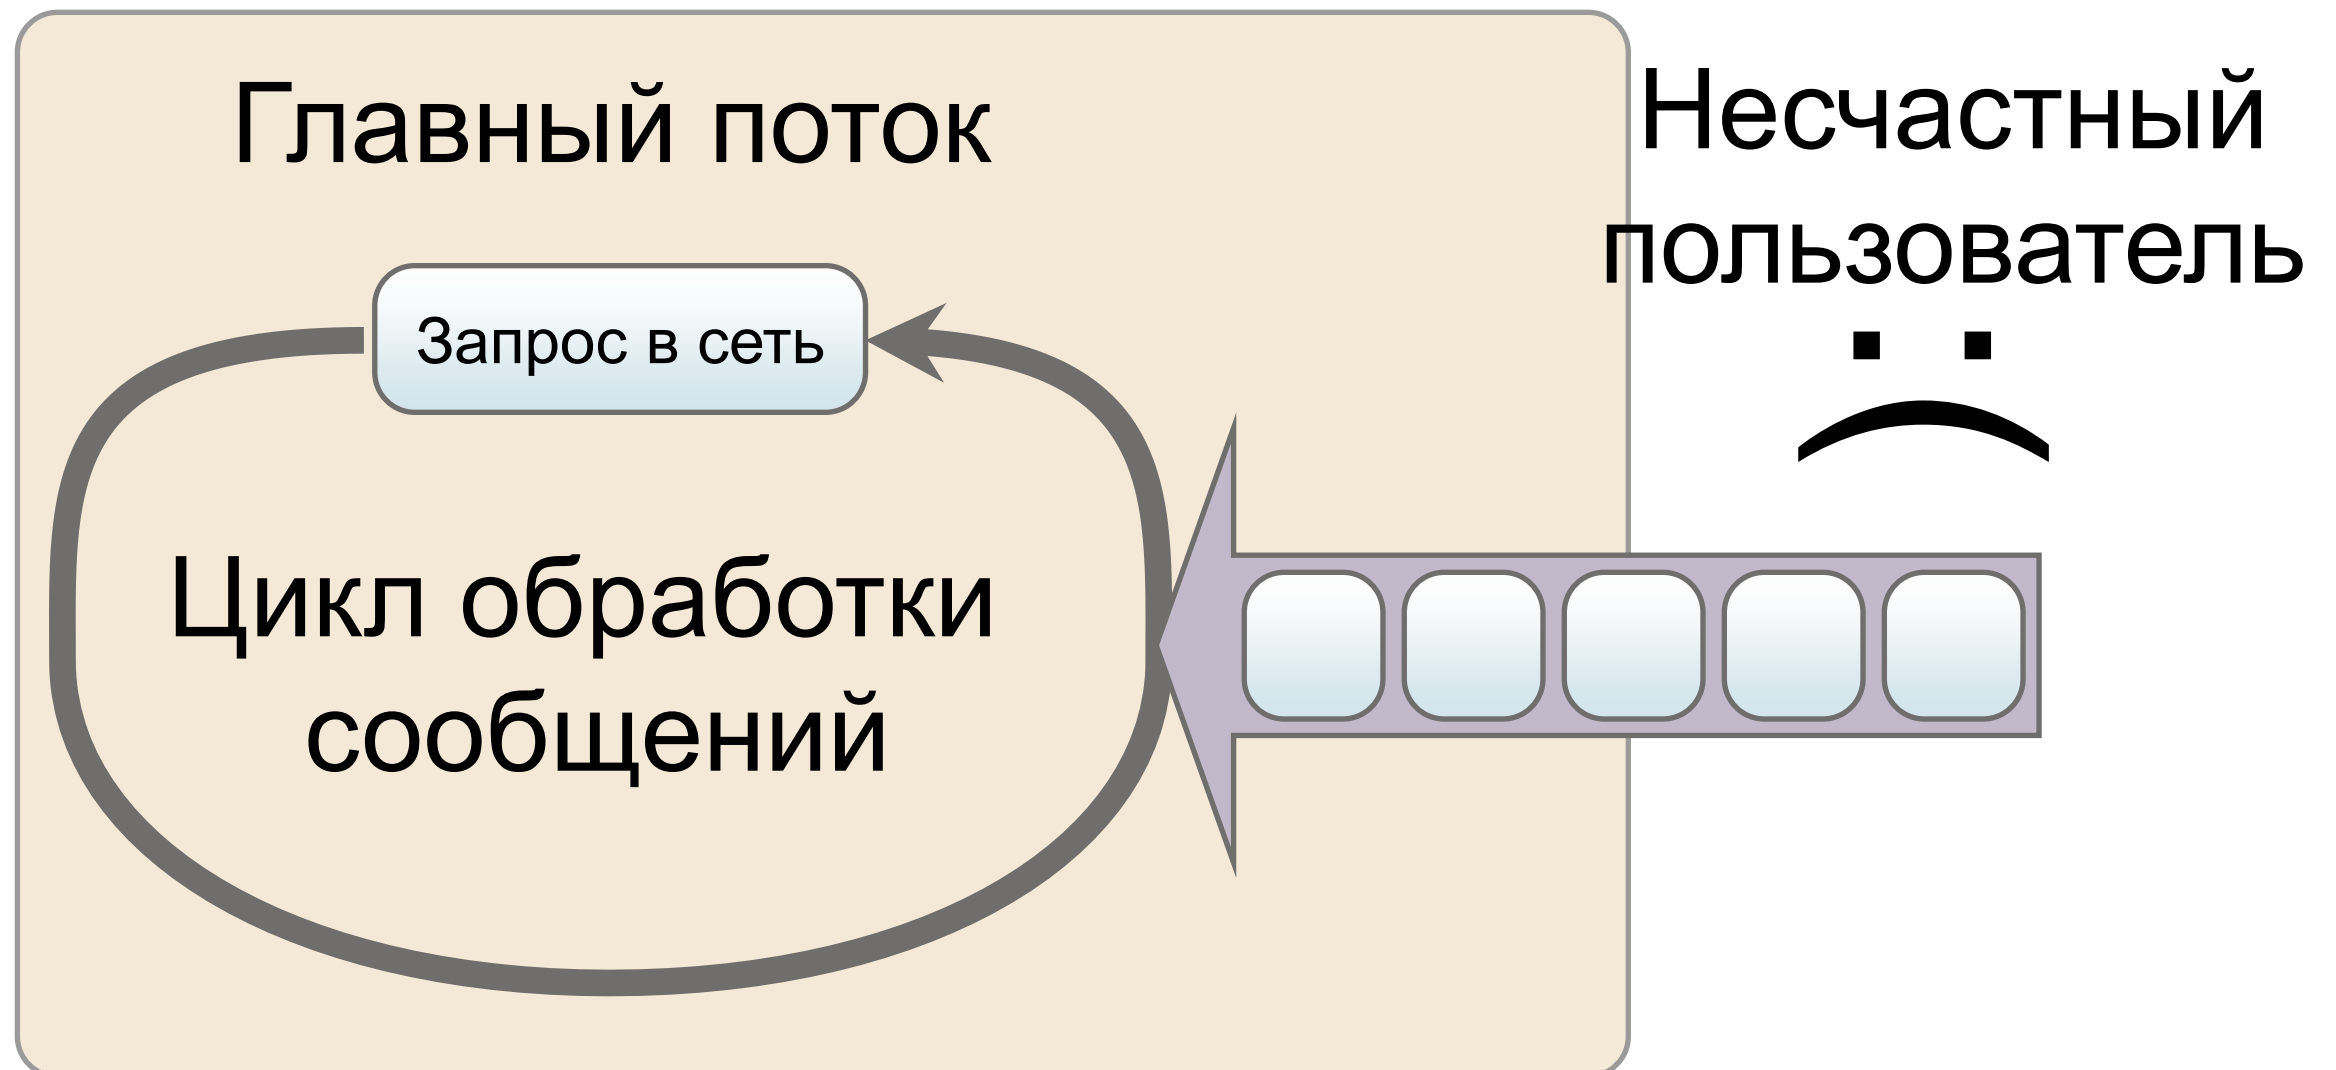 Главный поток
Несчастный
пользователь
:(
Запрос в сеть
Цикл обработки
сообщений